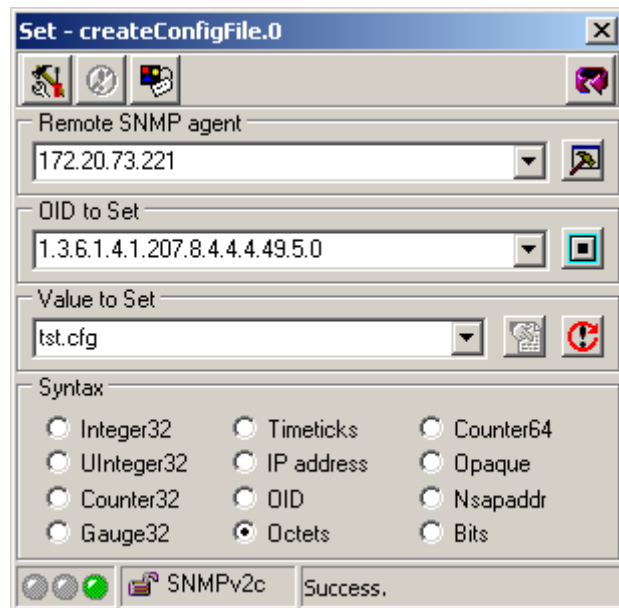 Set - createConfigFile.0
Remote SNMP agent
172.20.73.221
OID to Set
1.3.6.1.4.1.207.8.4.4.4.49.5.0
Value to Set
tst.cfg
Syntax
Integer32 Timeticks Counter64
UInteger32 IP address Opaque
Counter32 OID Nsapaddr
Gauge32 Octets Bits
SNMPv2c Success.